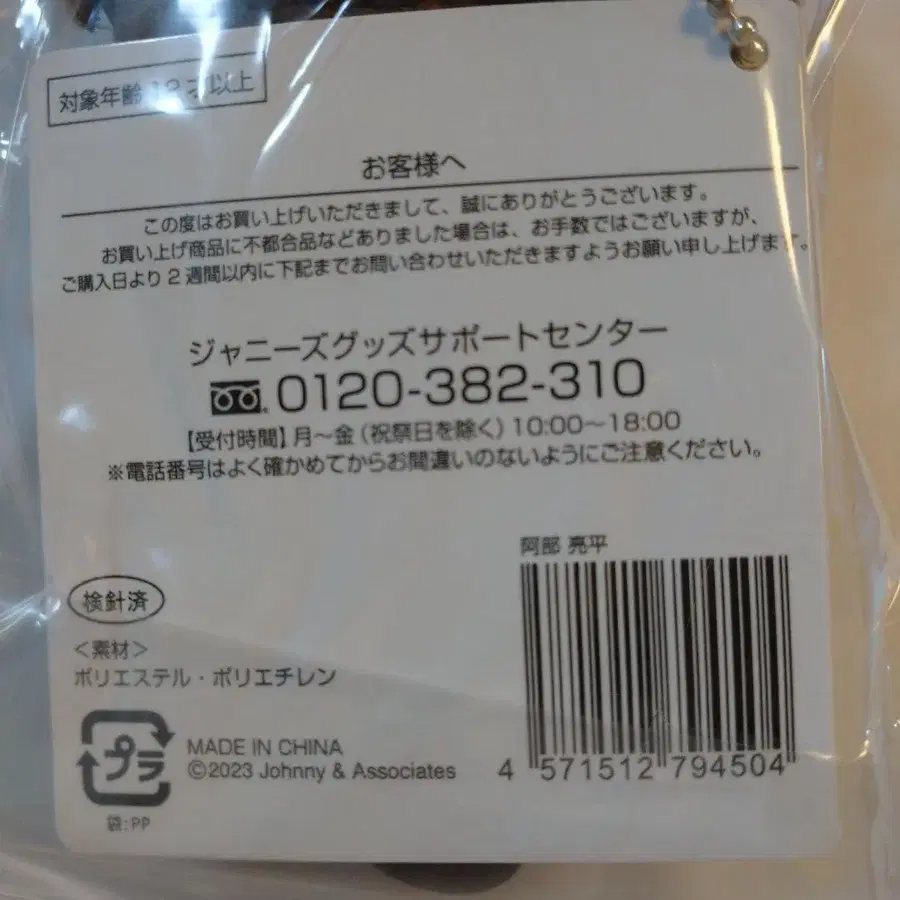 対象年齢12才以上
お客様へ
この度はお買い上げいただきまして、誠にありがとうございます。
お買い上げ商品に不都合品などありました場合は、お手数ではございますが、
ご購入日より2週間以内に下記までお問い合わせいただきますようお願い申し上げます。
ジャニーズグッズサポートセンター
0120-382-310
【受付時間】月～金(祝祭日を除く)10:00～18:00
※電話番号はよく確かめてからお間違いのないようにご注意ください。
阿部 亮平
検針済
＜素材＞
ポリエステル・ポリエチレン
プラ
MADE IN CHINA
©2023 Johnny & Associates
袋:PP
4 571512 794504